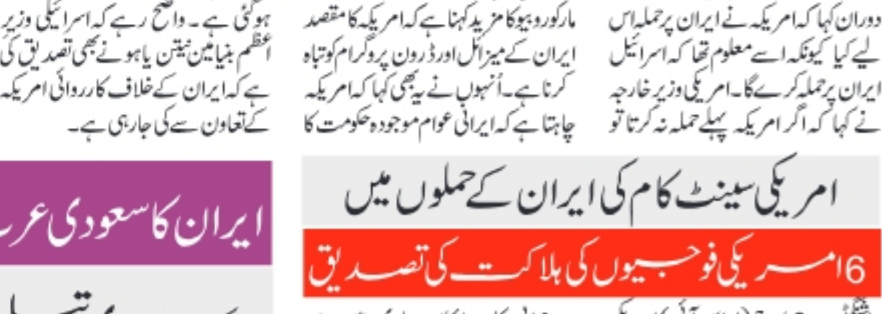 دوران کہا کہ امریکہ نے ایران پر حملہ اس
لیے کیا کیونکہ اسے معلوم تھا کہ اسرائیل
ایران پر حملہ کرے گا۔ امریکی وزیر خارجہ
نے کہا کہ اگر امریکہ پہلے حملہ نہ کرتا تو
مارکو روبیو کا مزید کہنا ہے کہ امریکہ کا مقصد
ایران کے میزائل اور ڈرون پروگرام کو تباہ
کرنا ہے۔ اُنہوں نے یہ بھی کہا کہ امریکہ
چاہتا ہے کہ ایرانی عوام موجودہ حکومت کا
ہوگئی ہے۔ واضح رہے کہ اسرائیلی وزیر
اعظم بنیامین نیتن یاہو نے بھی تصدیق کی
ہے کہ ایران کے خلاف کارروائی امریکہ
کے تعاون سے کی جارہی ہے۔
امریکی سینٹ کام کی ایران کے حملوں میں
6 امریکی فوجیوں کی ہلاکت کی تصدیق
ایران کا سعودی عرب